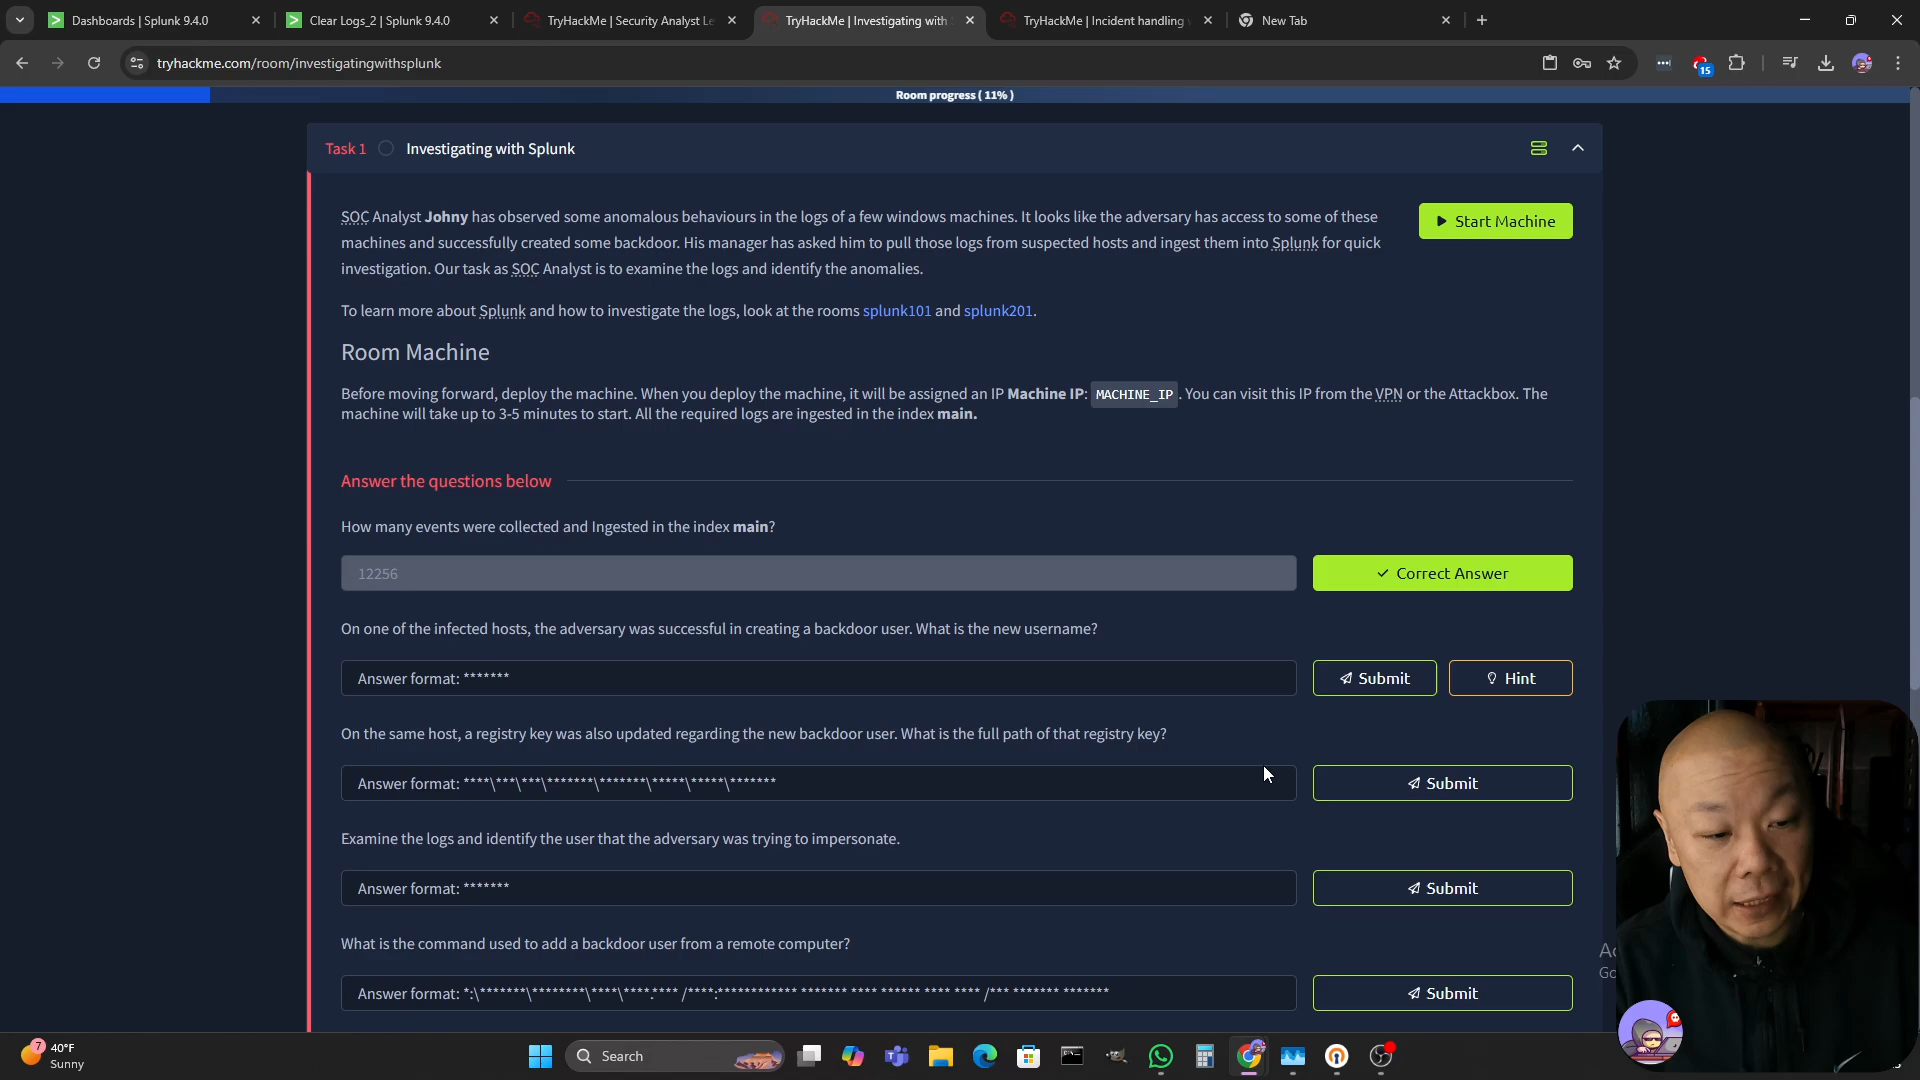 Dashboards | Splunk 9.4.0
Clear Logs_2 | Splunk 9.4.0
TryHackMe | Security Analyst Le
TryHackMe | Investigating with
TryHackMe | Incident handling
New Tab
tryhackme.com/room/investigatingwithsplunk
15
Room progress ( 11% )
Task 1
Investigating with Splunk
SOC Analyst Johny has observed some anomalous behaviours in the logs of a few windows machines. It looks like the adversary has access to some of these
machines and successfully created some backdoor. His manager has asked him to pull those logs from suspected hosts and ingest them into Splunk for quick
investigation. Our task as SOC Analyst is to examine the logs and identify the anomalies.
Start Machine
To learn more about Splunk and how to investigate the logs, look at the rooms splunk101 and splunk201.
Room Machine
Before moving forward, deploy the machine. When you deploy the machine, it will be assigned an IP Machine IP: MACHINE_IP . You can visit this IP from the VPN or the Attackbox. The
machine will take up to 3-5 minutes to start. All the required logs are ingested in the index main.
Answer the questions below
How many events were collected and Ingested in the index main?
12256
Correct Answer
On one of the infected hosts, the adversary was successful in creating a backdoor user. What is the new username?
Answer format: *******
Submit
Hint
On the same host, a registry key was also updated regarding the new backdoor user. What is the full path of that registry key?
Answer format: ****\***\***\*******\*******\*****\*****\*******
Submit
Examine the logs and identify the user that the adversary was trying to impersonate.
Answer format: *******
Submit
What is the command used to add a backdoor user from a remote computer?
Answer format: *:\*******\********\****\****.**** /****:************ ******* **** ****** **** **** /*** ******* *******
Submit
7
40°F
Sunny
Search